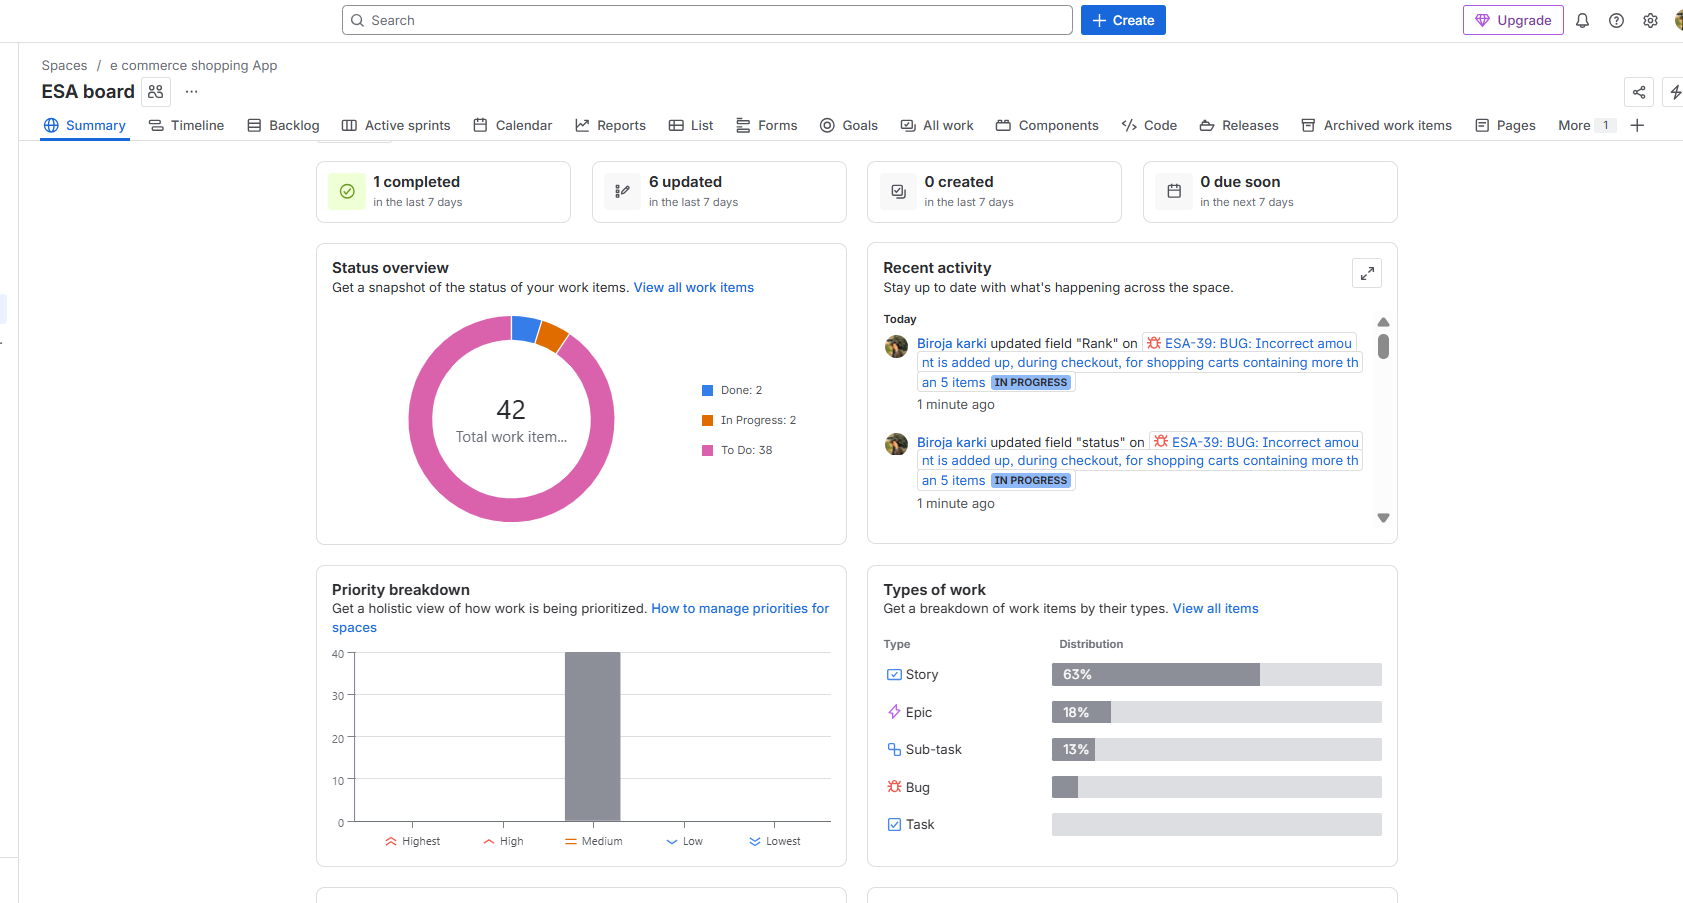 Search
Create
Upgrade
Spaces / e commerce shopping App
ESA board
Summary
Timeline
Backlog
Active sprints
Calendar
Reports
List
Forms
Goals
All work
Components
Code
Releases
Archived work items
Pages
More 1
1 completed
in the last 7 days
6 updated
in the last 7 days
0 created
in the last 7 days
0 due soon
in the next 7 days
Status overview
Get a snapshot of the status of your work items. View all work items
42
Total work item...
Done: 2
In Progress: 2
To Do: 38
Recent activity
Stay up to date with what's happening across the space.
Today
Biroja karki updated field "Rank" on ESA-39: BUG: Incorrect amou
nt is added up, during checkout, for shopping carts containing more th
an 5 items IN PROGRESS
1 minute ago
Biroja karki updated field "status" on ESA-39: BUG: Incorrect amou
nt is added up, during checkout, for shopping carts containing more th
an 5 items IN PROGRESS
1 minute ago
Priority breakdown
Get a holistic view of how work is being prioritized. How to manage priorities for
spaces
40
30
20
10
0
Highest
High
Medium
Low
Lowest
Types of work
Get a breakdown of work items by their types. View all items
Type Distribution
Story 63%
Epic 18%
Sub-task 13%
Bug
Task